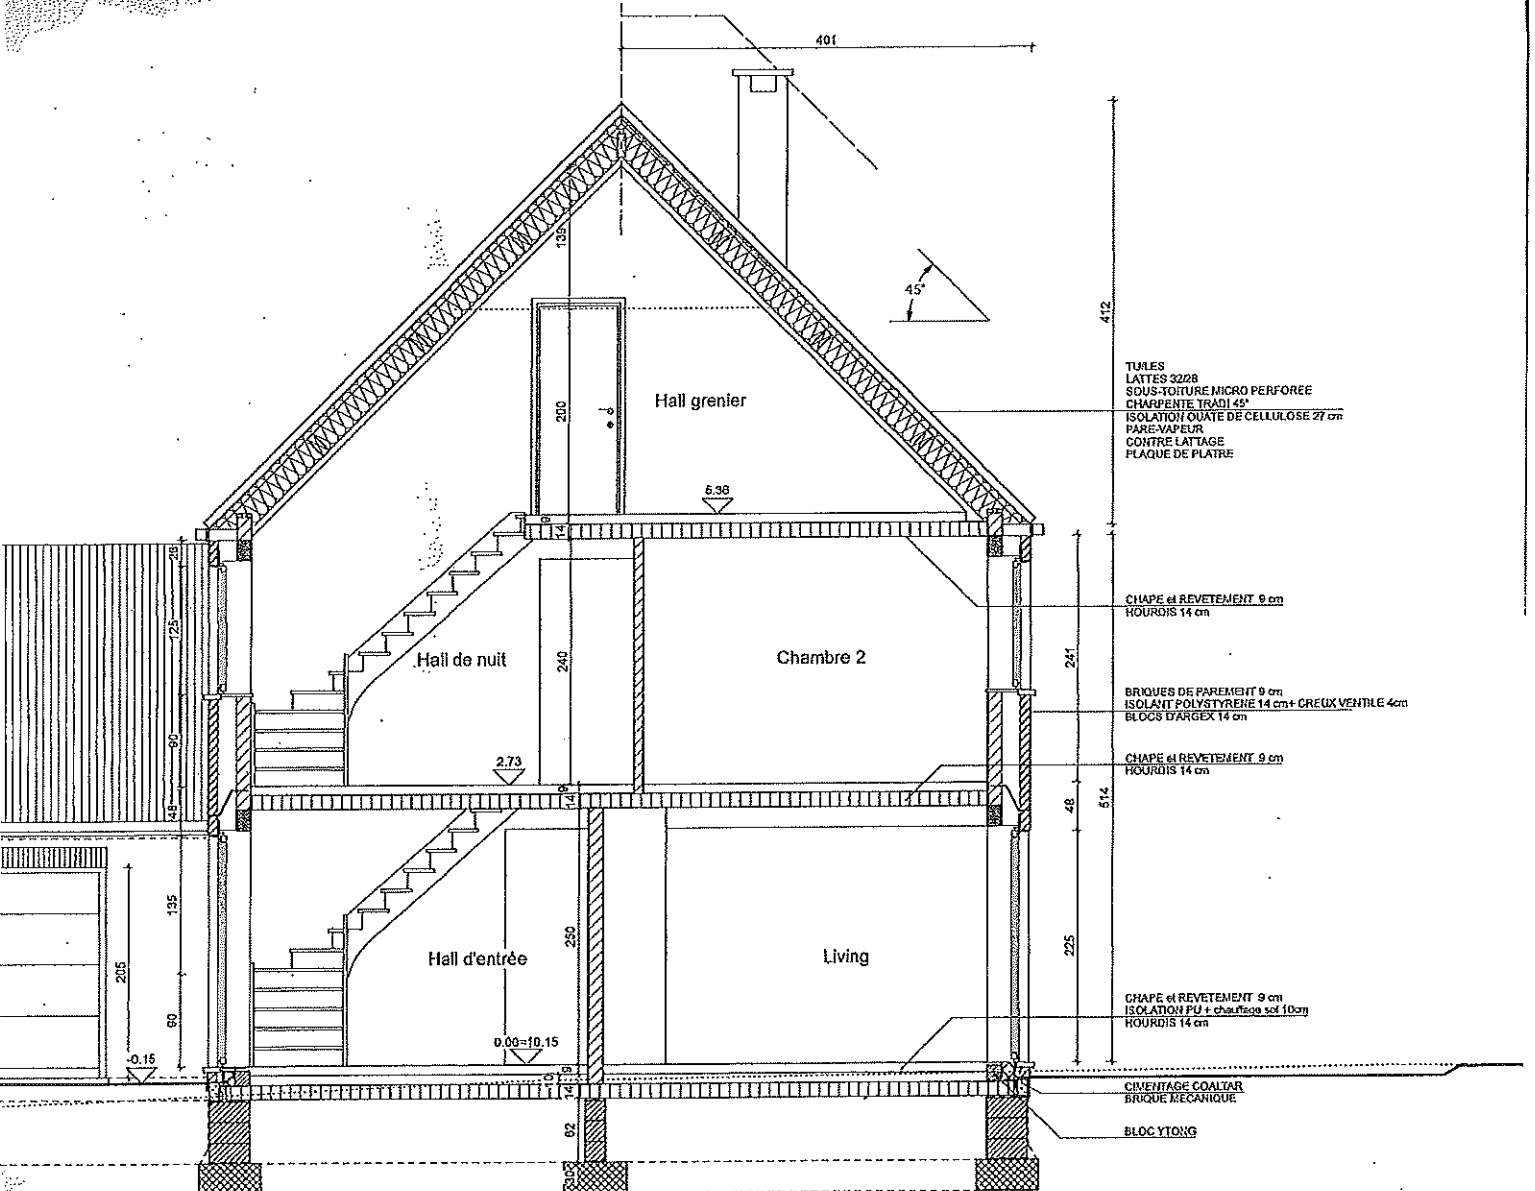 401
139
45°
412
TUILES
LATTES 32/28
SOUS-TOITURE MICRO PERFOREE
CHARPENTE TRADI 45°
ISOLATION OUATE DE CELLULOSE 27 cm
PARE-VAPEUR
CONTRE LATTAGE
PLAQUE DE PLATRE
200
Hall grenier
5.36
9
14
28
CHAPE et REVETEMENT 9 cm
HOURDIS 14 cm
125
Hall de nuit
240
Chambre 2
241
BRIQUES DE PAREMENT 9 cm
ISOLANT POLYSTYRENE 14 cm+ CREUX VENTILE 4cm
BLOCS D'ARGEX 14 cm
90
2.73
CHAPE et REVETEMENT 9 cm
HOURDIS 14 cm
9
14
48
48
514
135
205
250
Hall d'entrée
Living
225
90
CHAPE et REVETEMENT 9 cm
ISOLATION PU + chauffage sol 10cm
HOURDIS 14 cm
-0.15
0.00=10.15
9
10
14
CIMENTAGE COALTAR
BRIQUE MECANIQUE
62
BLOC YTONG
30